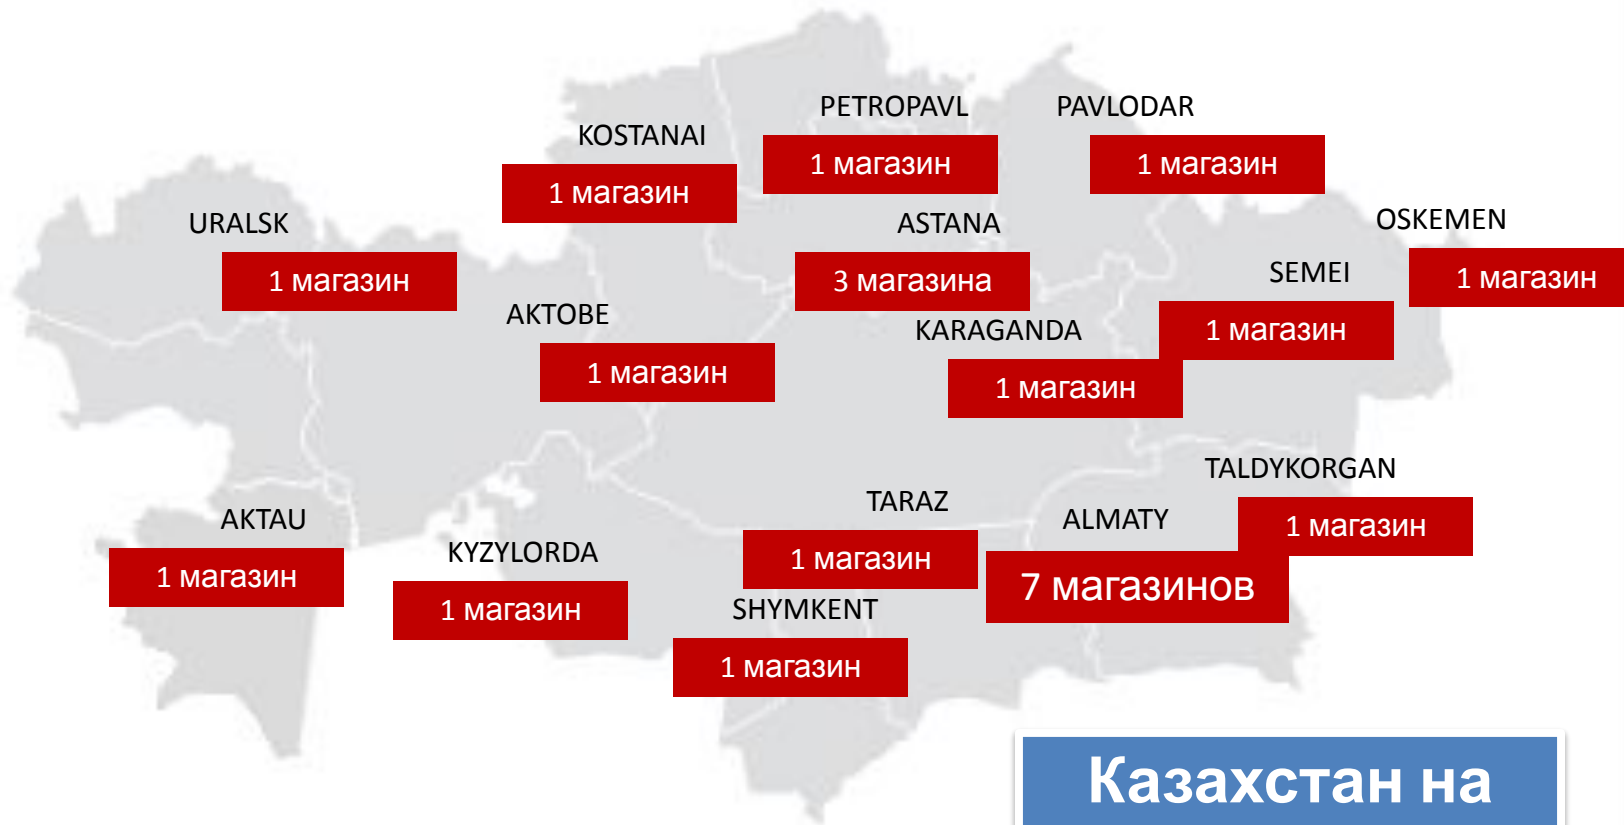 PETROPAVL
1 магазин
PAVLODAR
1 магазин
KOSTANAI
1 магазин
URALSK
1 магазин
ASTANA
3 магазина
OSKEMEN
1 магазин
SEMEI
1 магазин
AKTOBE
1 магазин
KARAGANDA
1 магазин
TALDYKORGAN
1 магазин
AKTAU
1 магазин
TARAZ
1 магазин
ALMATY
7 магазинов
KYZYLORDA
1 магазин
SHYMKENT
1 магазин
Казахстан на